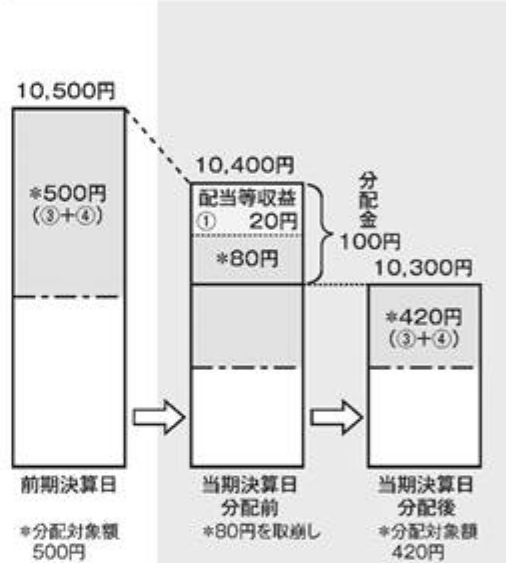 10,500円
*500円
(③+④)
前期決算日
*分配対象額
500円
10,400円
配当等収益
① 20円
*80円
分配金
100円
当期決算日
分配前
*80円を取崩し
10,300円
*420円
(③+④)
当期決算日
分配後
*分配対象額
420円